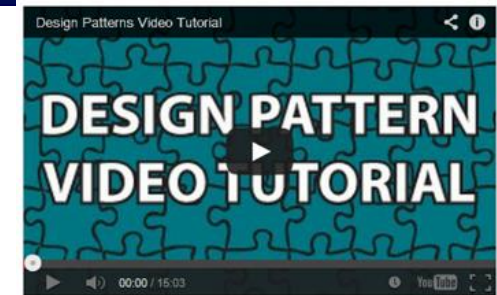 Design Patterns Video Tutorial
DESIGN PATTERN
VIDEO TUTORIAL
00:00 / 15:03
YouTube